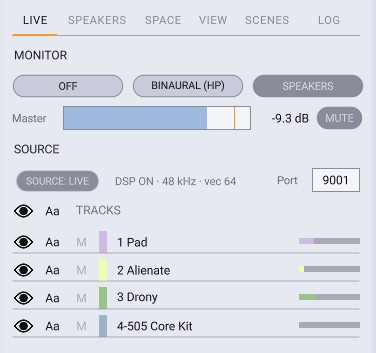 LIVE SPEAKERS SPACE VIEW SCENES LOG
MONITOR
OFF BINAURAL (HP) SPEAKERS
Master -9.3 dB MUTE
SOURCE
SOURCE: LIVE DSP ON · 48 kHz · vec 64 Port 9001
Aa TRACKS
Aa M 1 Pad
Aa M 2 Alienate
Aa M 3 Drony
Aa M 4-505 Core Kit